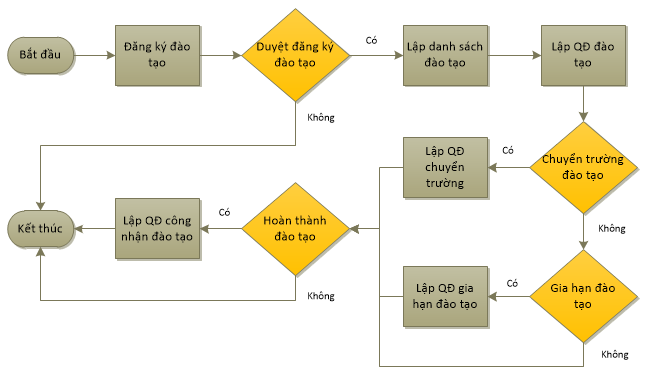 Bắt đầu
Đăng ký đào
tạo
Duyệt đăng ký
đào tạo
Có
Lập danh sách
đào tạo
Lập QĐ đào
tạo
Không
Chuyển trường
đào tạo
Có
Lập QĐ
chuyển
trường
Không
Gia hạn đào
tạo
Có
Lập QĐ gia
hạn đào tạo
Không
Hoàn thành
đào tạo
Có
Lập QĐ công
nhận đào tạo
Không
Kết thúc